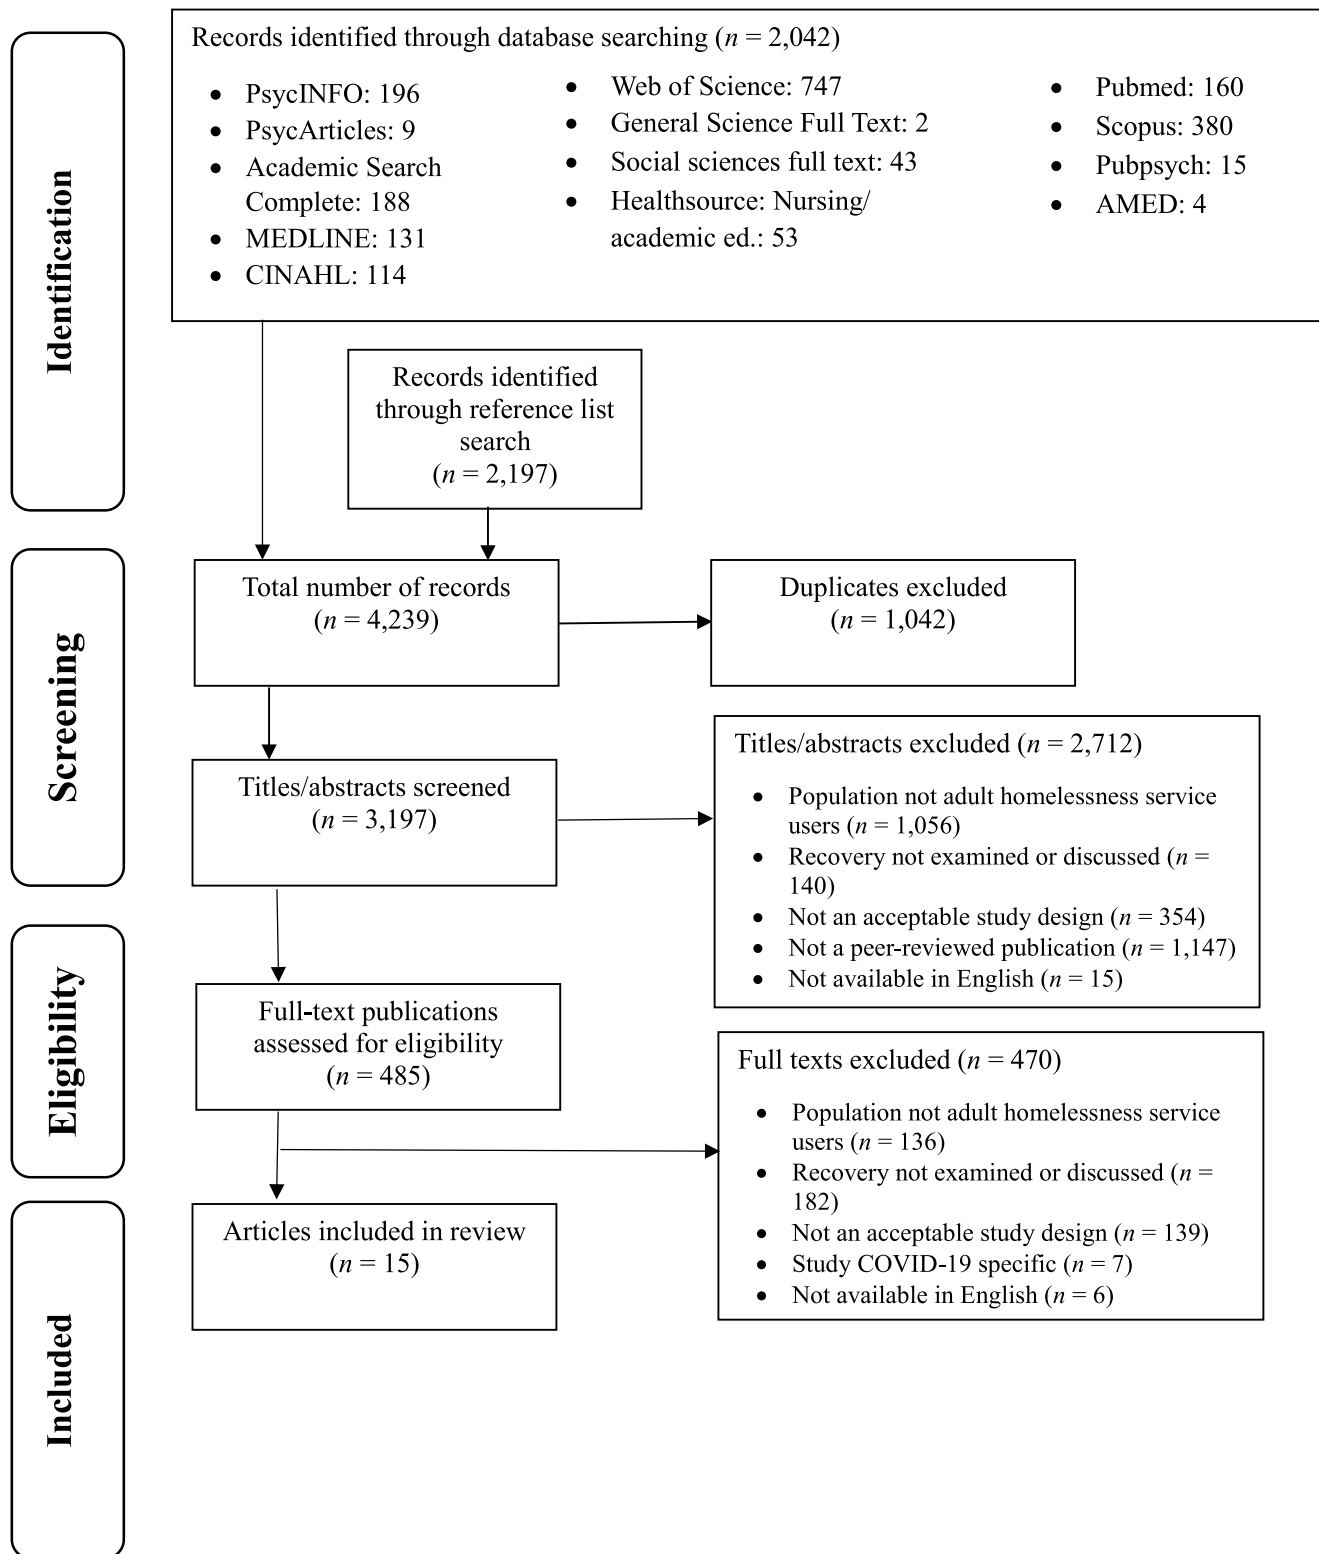 Identification
Records identified through database searching (n = 2,042)
• PsycINFO: 196
• PsycArticles: 9
• Academic Search
Complete: 188
• MEDLINE: 131
• CINAHL: 114
• Web of Science: 747
• General Science Full Text: 2
• Social sciences full text: 43
• Healthsource: Nursing/
academic ed.: 53
• Pubmed: 160
• Scopus: 380
• Pubpsych: 15
• AMED: 4
Records identified
through reference list
search
(n = 2,197)
Screening
Total number of records
(n = 4,239)
Duplicates excluded
(n = 1,042)
Titles/abstracts screened
(n = 3,197)
Titles/abstracts excluded (n = 2,712)
• Population not adult homelessness service
users (n = 1,056)
• Recovery not examined or discussed (n =
140)
• Not an acceptable study design (n = 354)
• Not a peer-reviewed publication (n = 1,147)
• Not available in English (n = 15)
Eligibility
Full-text publications
assessed for eligibility
(n = 485)
Full texts excluded (n = 470)
• Population not adult homelessness service
users (n = 136)
• Recovery not examined or discussed (n =
182)
• Not an acceptable study design (n = 139)
• Study COVID-19 specific (n = 7)
• Not available in English (n = 6)
Included
Articles included in review
(n = 15)